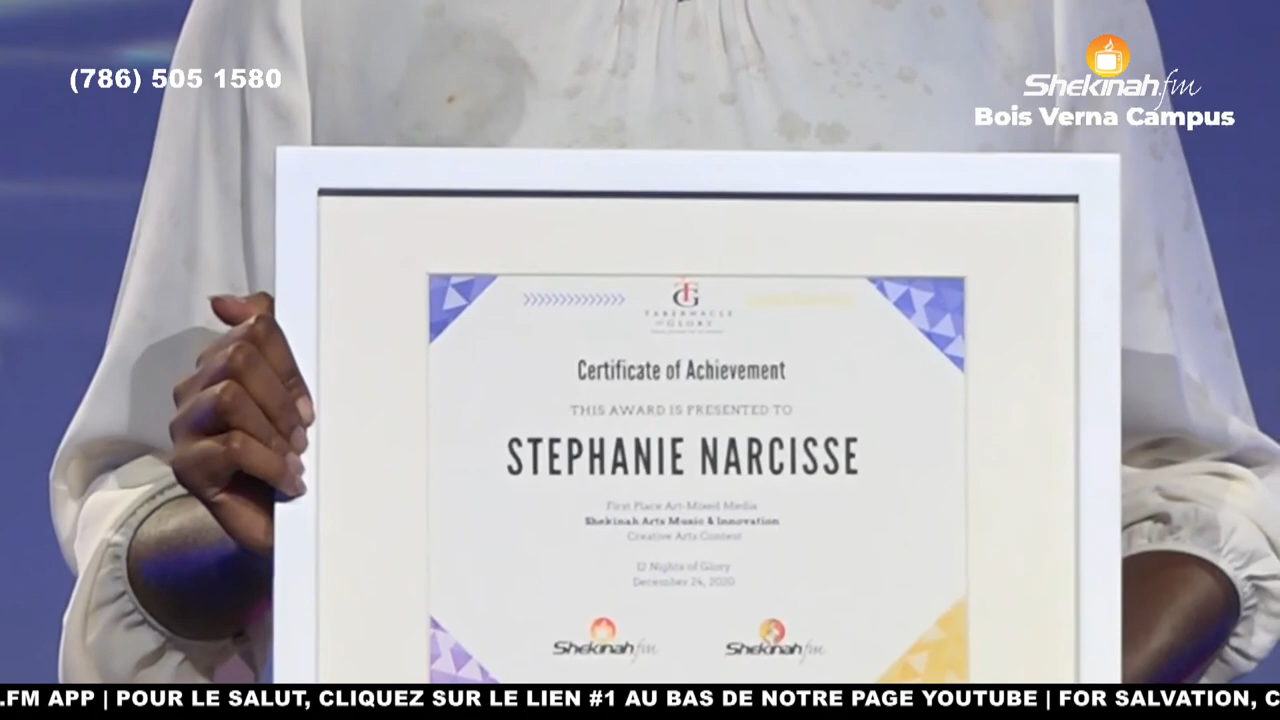 (786) 505 1580
Shekinah.fm
Bois Verna Campus
TG
TABERNACLE
OF GLORY
Certificate of Achievement
THIS AWARD IS PRESENTED TO
STEPHANIE NARCISSE
First Place Art-Mixed Media
Shekinah Arts Music & Innovation
Creative Arts Contest
12 Nights of Glory
December 24, 2020
Shekinah.fm
Shekinah.fm
.FM APP | POUR LE SALUT, CLIQUEZ SUR LE LIEN #1 AU BAS DE NOTRE PAGE YOUTUBE | FOR SALVATION, C